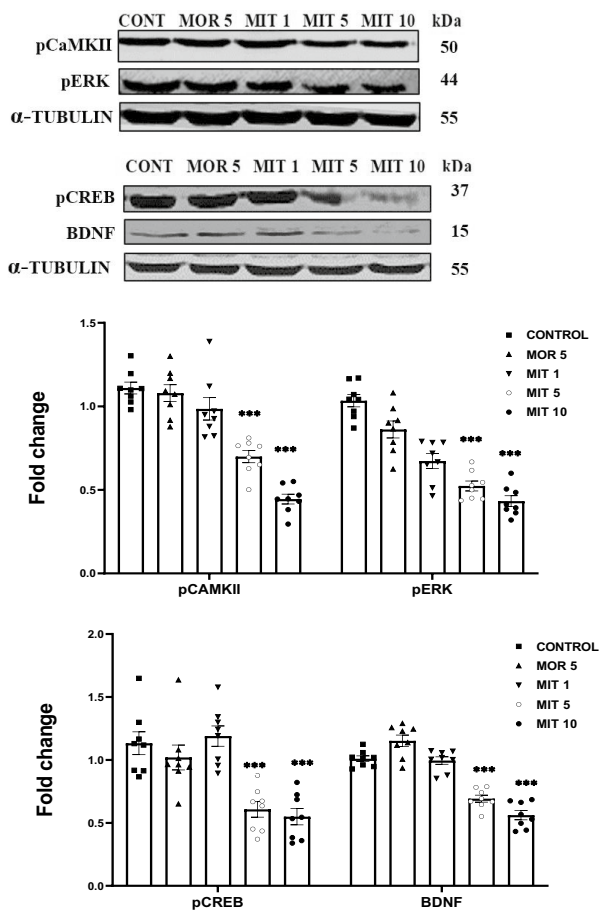 CONT MOR 5 MIT 1 MIT 5 MIT 10 kDa
pCaMKII 50
pERK 44
α-TUBULIN 55
CONT MOR 5 MIT 1 MIT 5 MIT 10 kDa
pCREB 37
BDNF 15
α-TUBULIN 55
1.5
1.0
0.5
0.0
Fold change
*** *** *** ***
pCAMKII pERK
CONTROL
MOR 5
MIT 1
MIT 5
MIT 10
2.0
1.5
1.0
0.5
0.0
Fold change
*** *** *** ***
pCREB BDNF
CONTROL
MOR 5
MIT 1
MIT 5
MIT 10